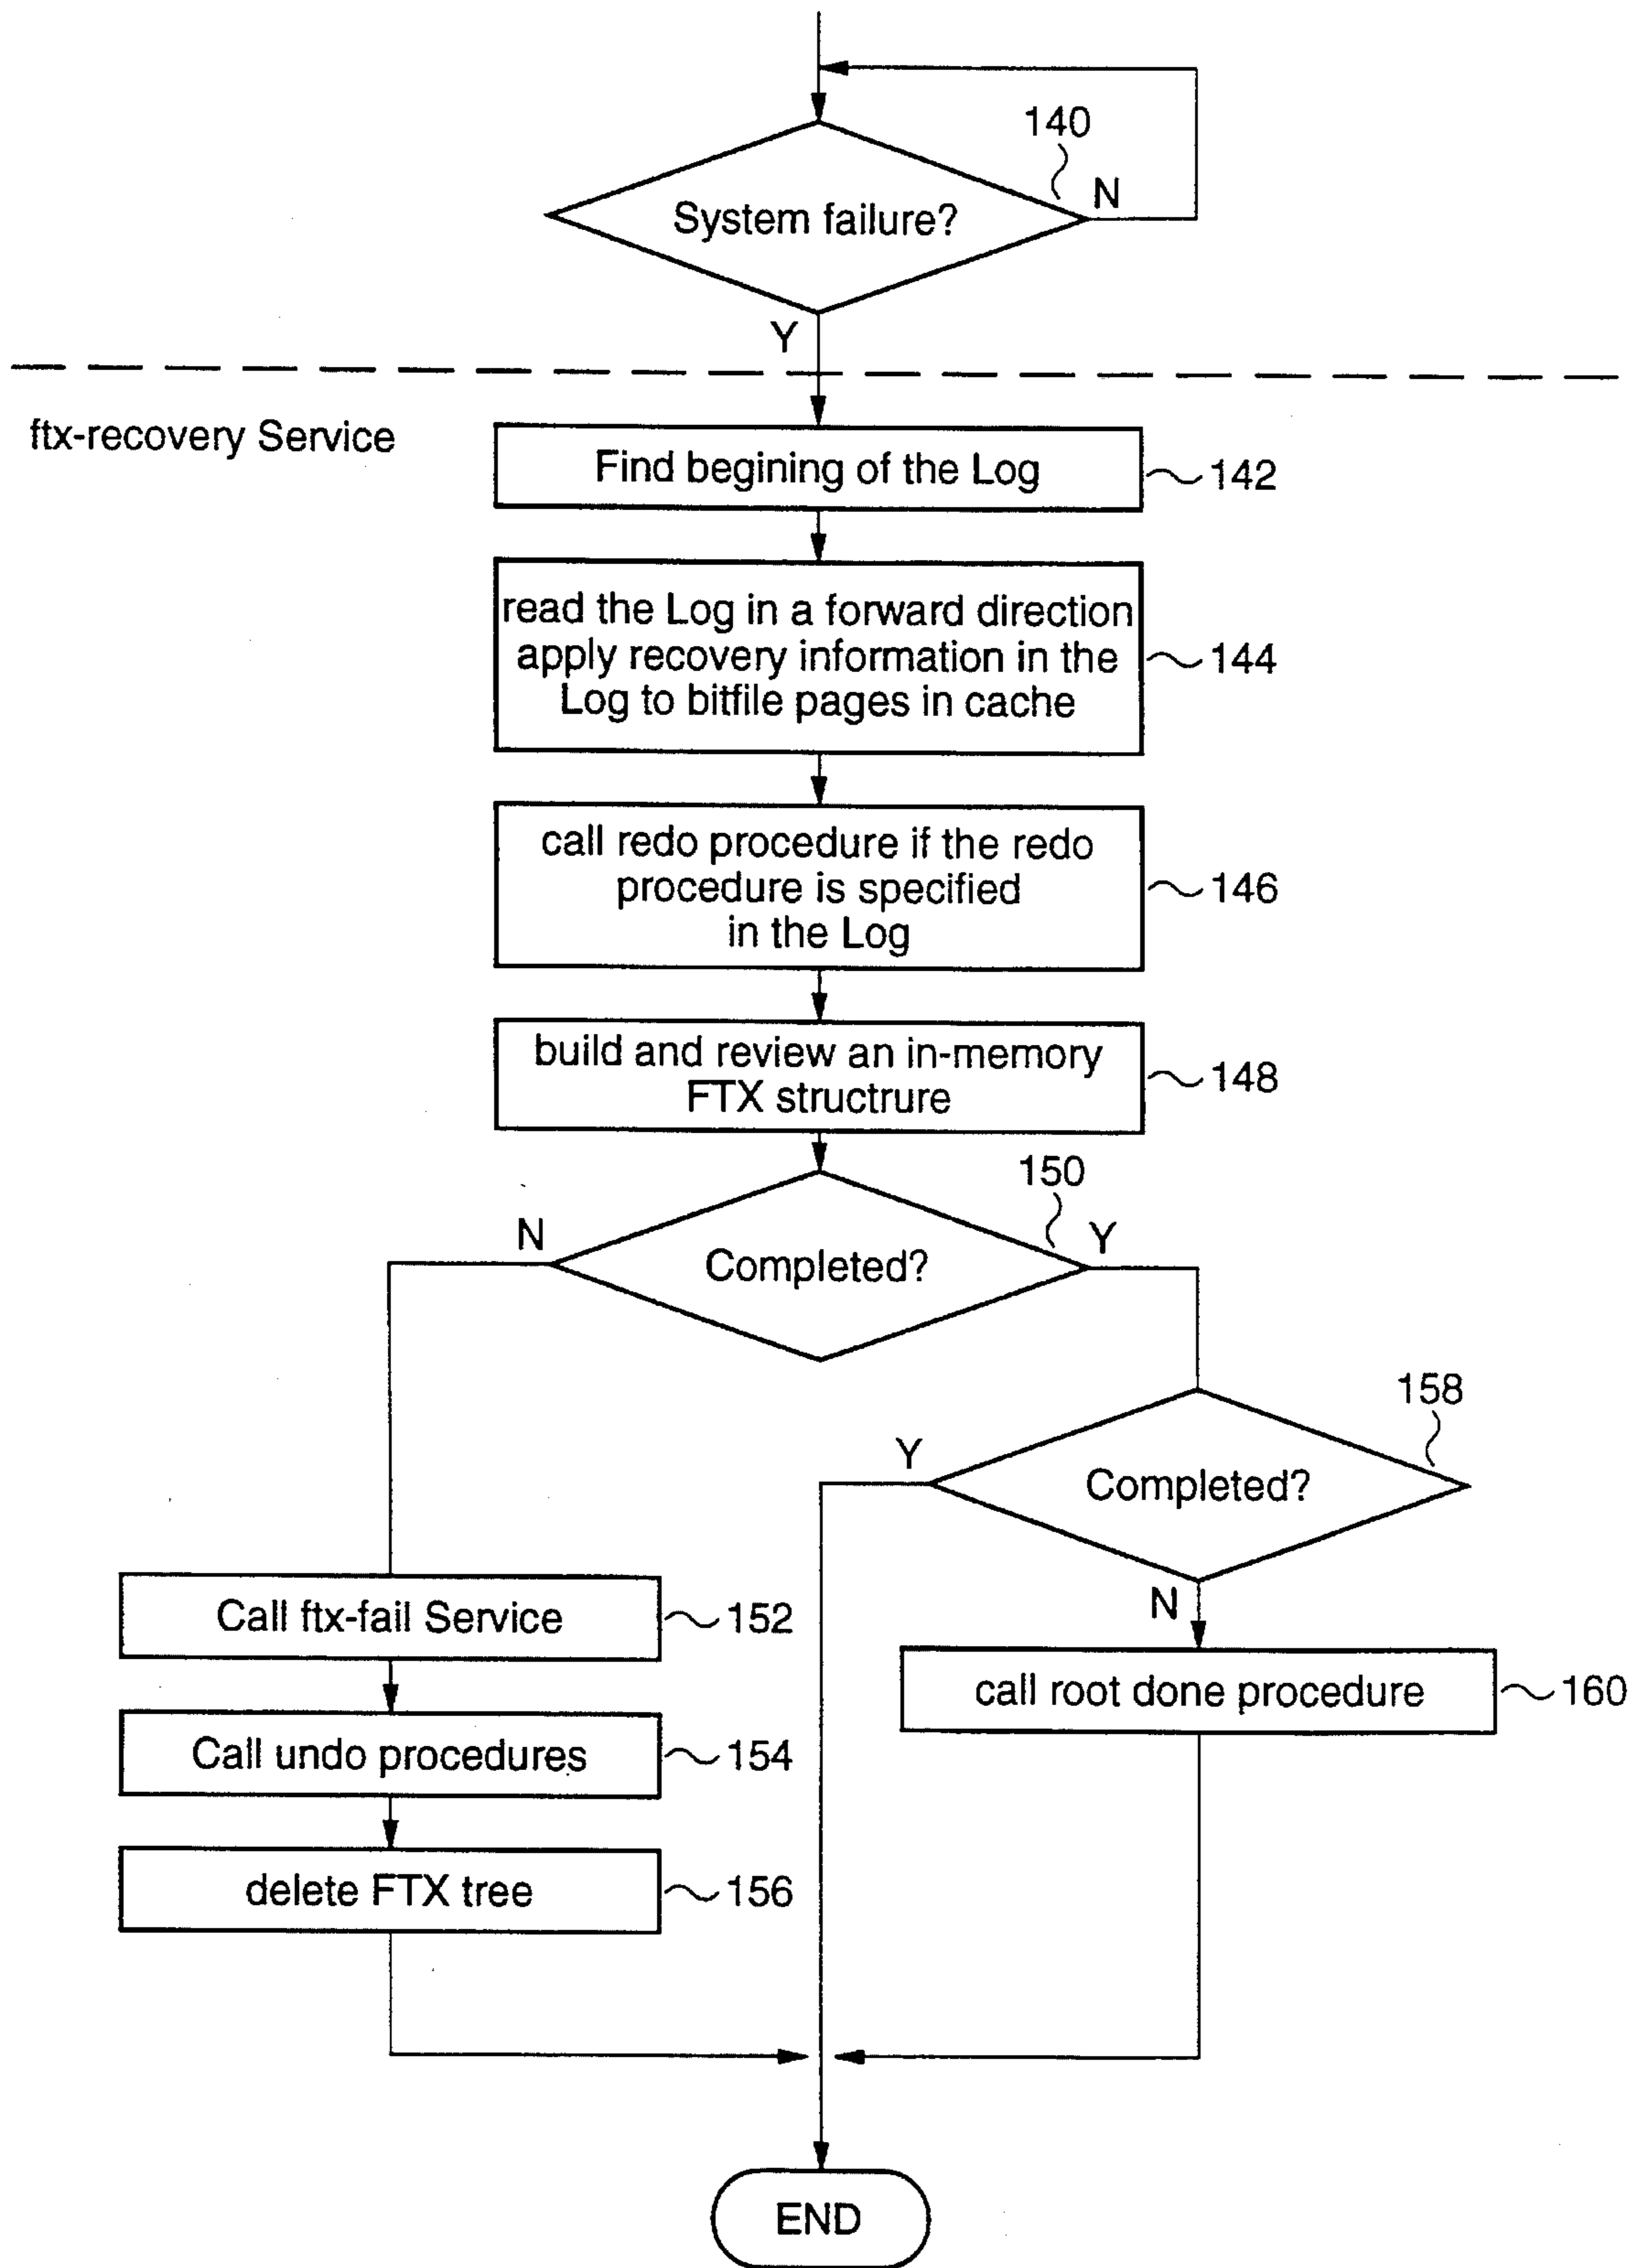 140
N
System failure?
Y
ftx-recovery Service
Find begining of the Log
142
read the Log in a forward direction
apply recovery information in the
Log to bitfile pages in cache
144
call redo procedure if the redo
procedure is specified
in the Log
146
build and review an in-memory
FTX structrure
148
150
N
Y
Completed?
158
Y
Completed?
N
Call ftx-fail Service
152
call root done procedure
160
Call undo procedures
154
delete FTX tree
156
END